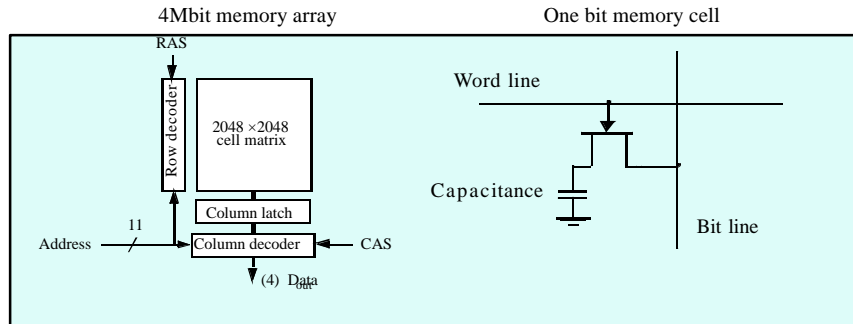 4Mbit memory array
One bit memory cell
RAS
Row decoder
2048 ×2048
cell matrix
Column latch
11
Address
Column decoder
CAS
(4) Data out
Word line
Capacitance
Bit line